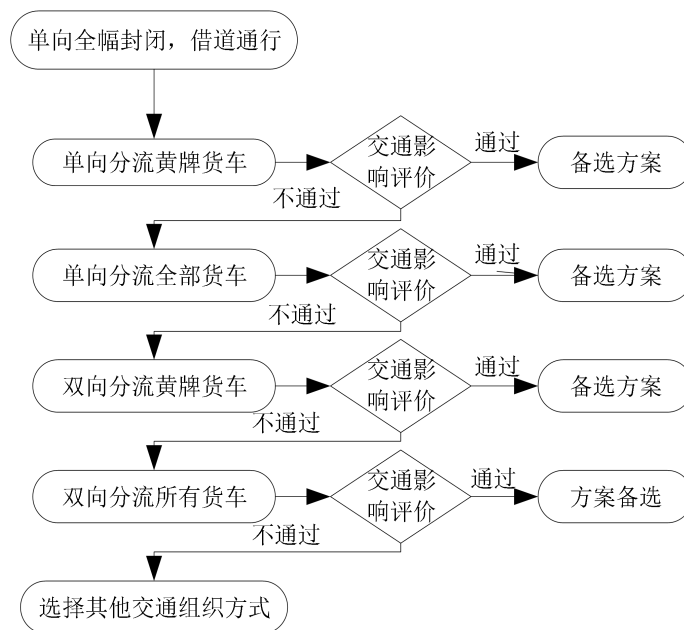 单向全幅封闭，借道通行
单向分流黄牌货车
交通影
响评价
通过
备选方案
不通过
单向分流全部货车
交通影
响评价
通过
备选方案
不通过
双向分流黄牌货车
交通影
响评价
通过
备选方案
不通过
双向分流所有货车
交通影
响评价
通过
方案备选
不通过
选择其他交通组织方式